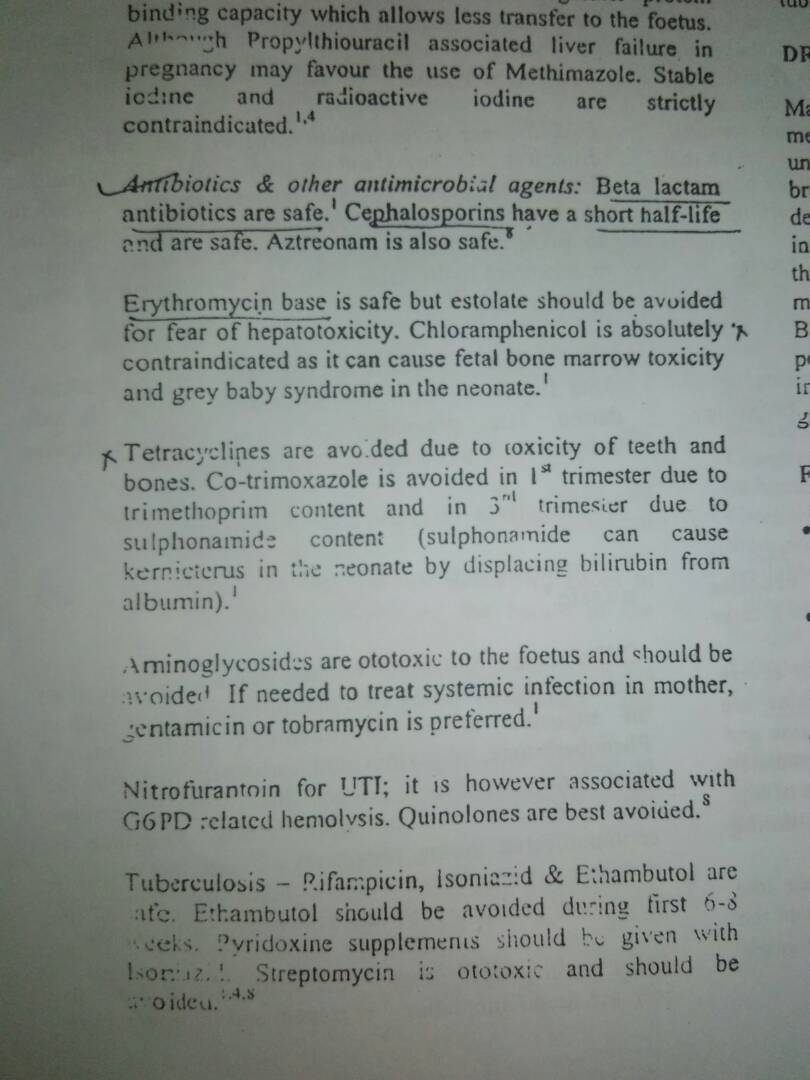 binding capacity which allows less transfer to the foetus.
Although Propylthiouracil associated liver failure in
pregnancy may favour the use of Methimazole. Stable
iodine and radioactive iodine are strictly
contraindicated.1,4
Antibiotics & other antimicrobial agents: Beta lactam
antibiotics are safe.1 Cephalosporins have a short half-life
and are safe. Aztreonam is also safe.8
Erythromycin base is safe but estolate should be avoided
for fear of hepatotoxicity. Chloramphenicol is absolutely
contraindicated as it can cause fetal bone marrow toxicity
and grey baby syndrome in the neonate.1
Tetracyclines are avoided due to toxicity of teeth and
bones. Co-trimoxazole is avoided in 1st trimester due to
trimethoprim content and in 3rd trimester due to
sulphonamide content (sulphonamide can cause
kernicterus in the neonate by displacing bilirubin from
albumin).1
Aminoglycosides are ototoxic to the foetus and should be
avoided If needed to treat systemic infection in mother,
gentamicin or tobramycin is preferred.1
Nitrofurantoin for UTI; it is however associated with
G6PD related hemolysis. Quinolones are best avoided.8
Tuberculosis – Rifampicin, Isoniazid & Ethambutol are
safe. Ethambutol should be avoided during first 6-8
weeks. Pyridoxine supplements should be given with
Isoniazid. Streptomycin is ototoxic and should be
avoided.1,4,8
DR
Ma
me
un
br
de
in
th
m
B
in
g
F